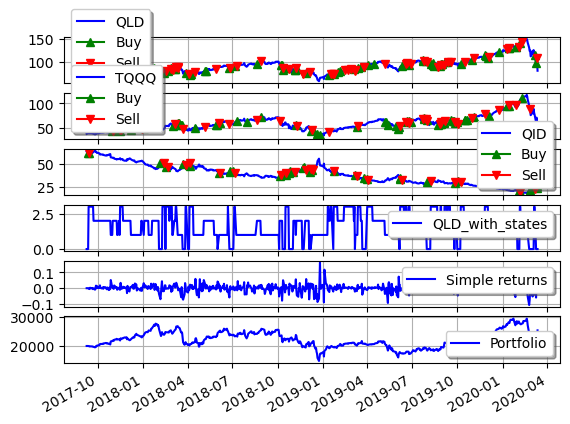 QLD
Buy
Sell
150
100
TQQQ
Buy
Sell
100
50
QID
Buy
Sell
50
25
QLD_with_states
2.5
0.0
Simple returns
0.1
0.0
−0.1
Portfolio
30000
20000
2017-10
2018-01
2018-04
2018-07
2018-10
2019-01
2019-04
2019-07
2019-10
2020-01
2020-04